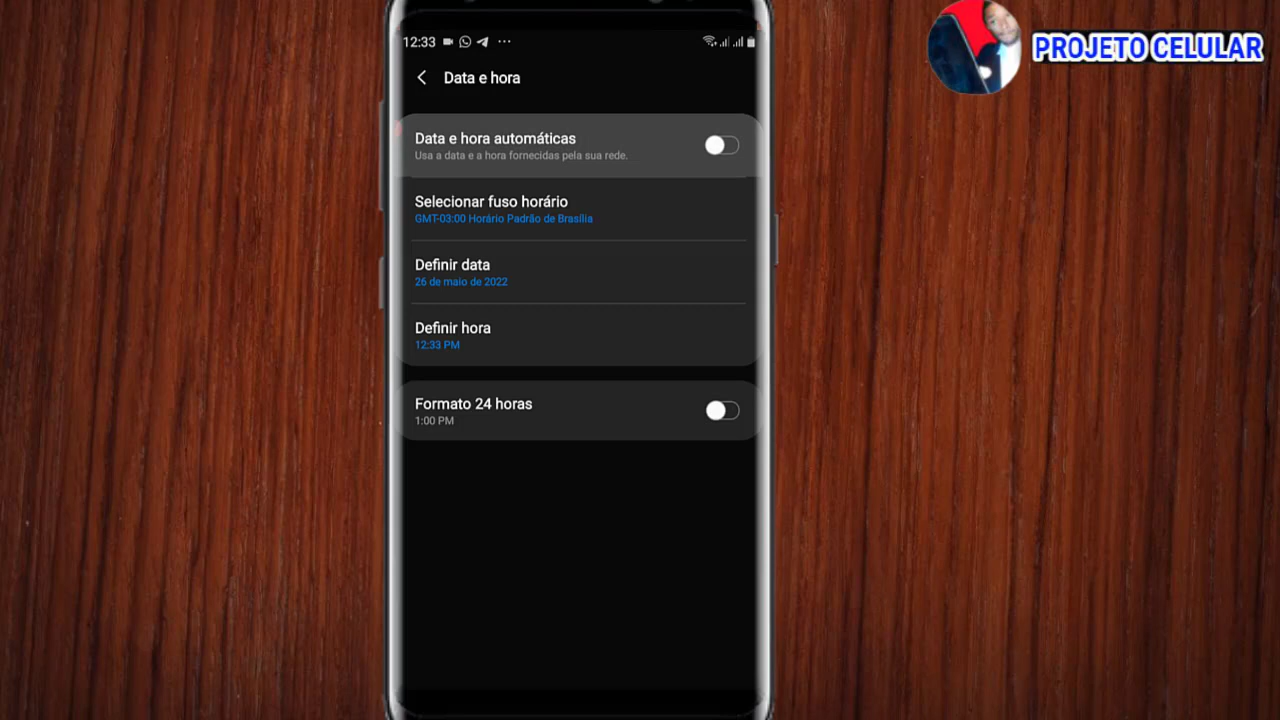 12:33
PROJETO CELULAR
Data e hora
Data e hora automáticas
Usa a data e a hora fornecidas pela sua rede.
Selecionar fuso horário
GMT-03:00 Horário Padrão de Brasília
Definir data
26 de maio de 2022
Definir hora
12:33 PM
Formato 24 horas
1:00 PM